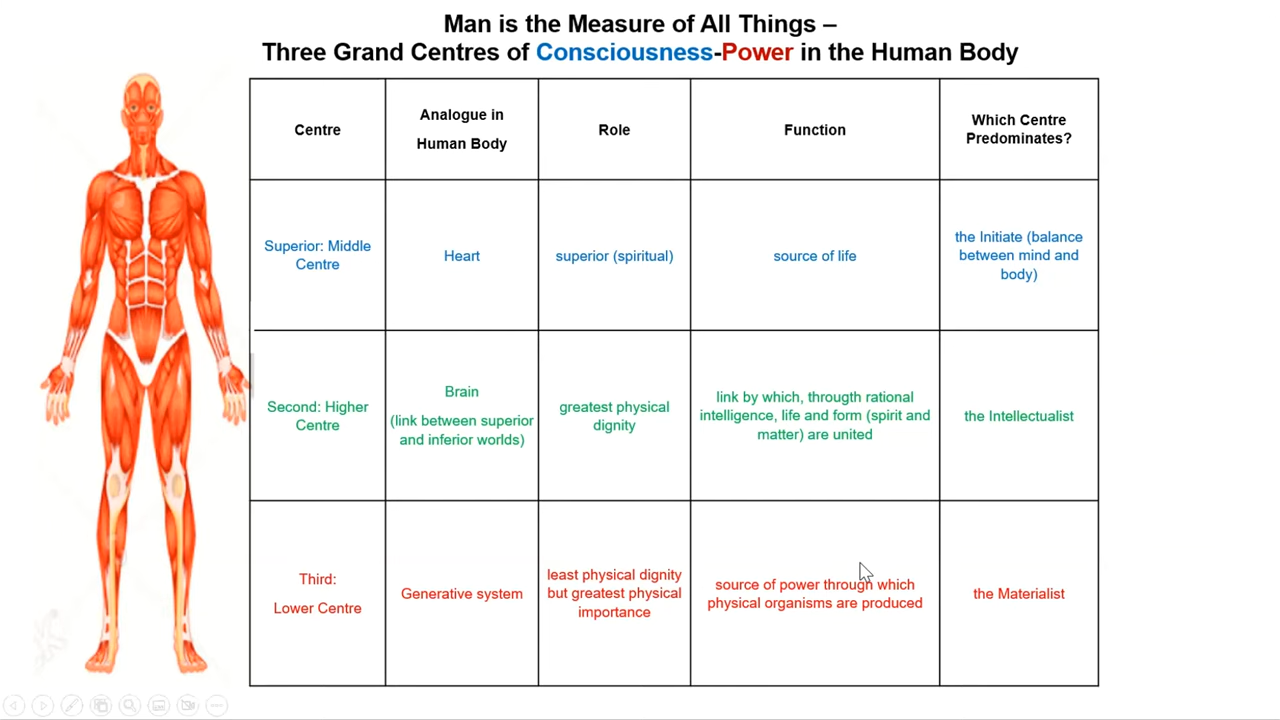 Man is the Measure of All Things –
Three Grand Centres of Consciousness-Power in the Human Body
Centre
Analogue in
Human Body
Role
Function
Which Centre
Predominates?
Superior: Middle
Centre
Heart
superior (spiritual)
source of life
the Initiate (balance
between mind and
body)
Second: Higher
Centre
Brain
(link between superior
and inferior worlds)
greatest physical
dignity
link by which, througth rational
intelligence, life and form (spirit and
matter) are united
the Intellectualist
Third:
Lower Centre
Generative system
least physical dignity
but greatest physical
importance
source of power through which
physical organisms are produced
the Materialist